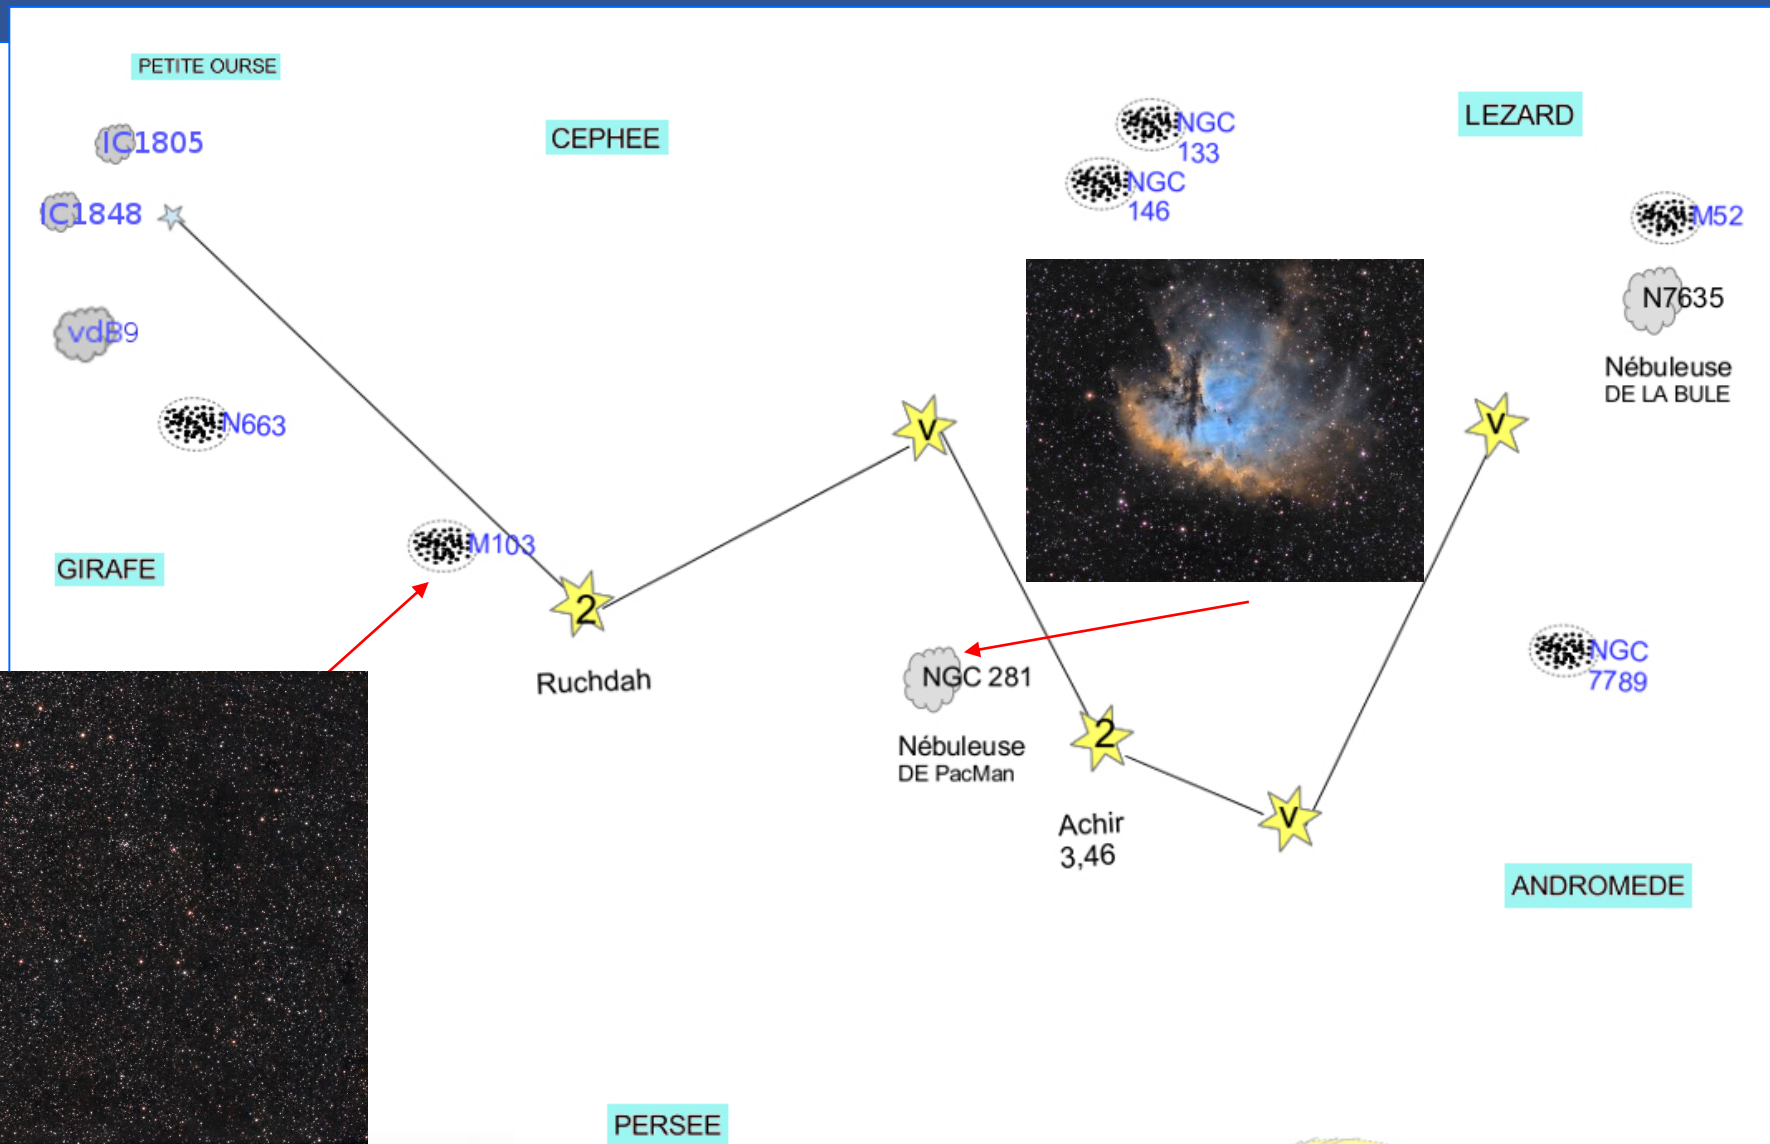 PETITE OURSE
CEPHEE
LEZARD
IC1805
IC1848
vdB9
N663
M103
GIRAFE
NGC
133
NGC
146
M52
N7635
Nébuleuse
DE LA BULE
V
V
2
Ruchdah
NGC 281
Nébuleuse
DE PacMan
2
Achir
3,46
V
NGC
7789
ANDROMEDE
PERSEE